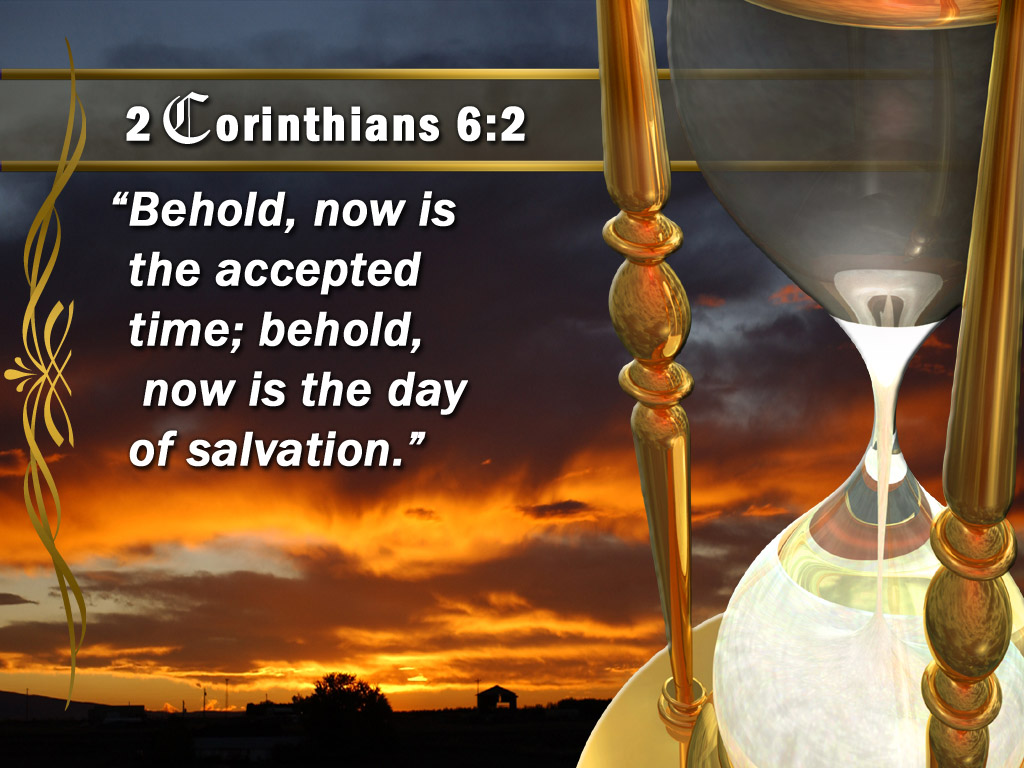 2 Corinthians 6:2
“Behold, now is
the accepted
time; behold,
now is the day
of salvation.”